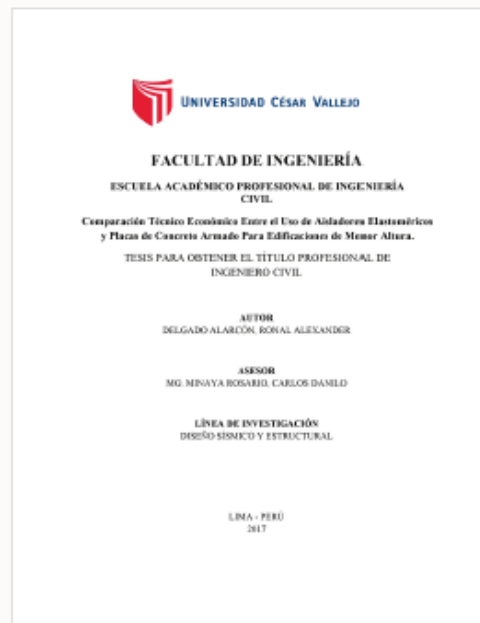 UNIVERSIDAD CÉSAR VALLEJO
FACULTAD DE INGENIERÍA
ESCUELA ACADÉMICO PROFESIONAL DE INGENIERÍA
CIVIL
Comparación Técnico Económico Entre el Uso de Aisladores Elastoméricos
y Placas de Concreto Armado Para Edificaciones de Menor Altura.
TESIS PARA OBTENER EL TÍTULO PROFESIONAL DE
INGENIERO CIVIL
AUTOR
DELGADO ALARCÓN, RONAL ALEXANDER
ASESOR
MG. MINAYA ROSARIO, CARLOS DANILO
LÍNEA DE INVESTIGACIÓN
DISEÑO SÍSMICO Y ESTRUCTURAL
LIMA - PERÚ
2017